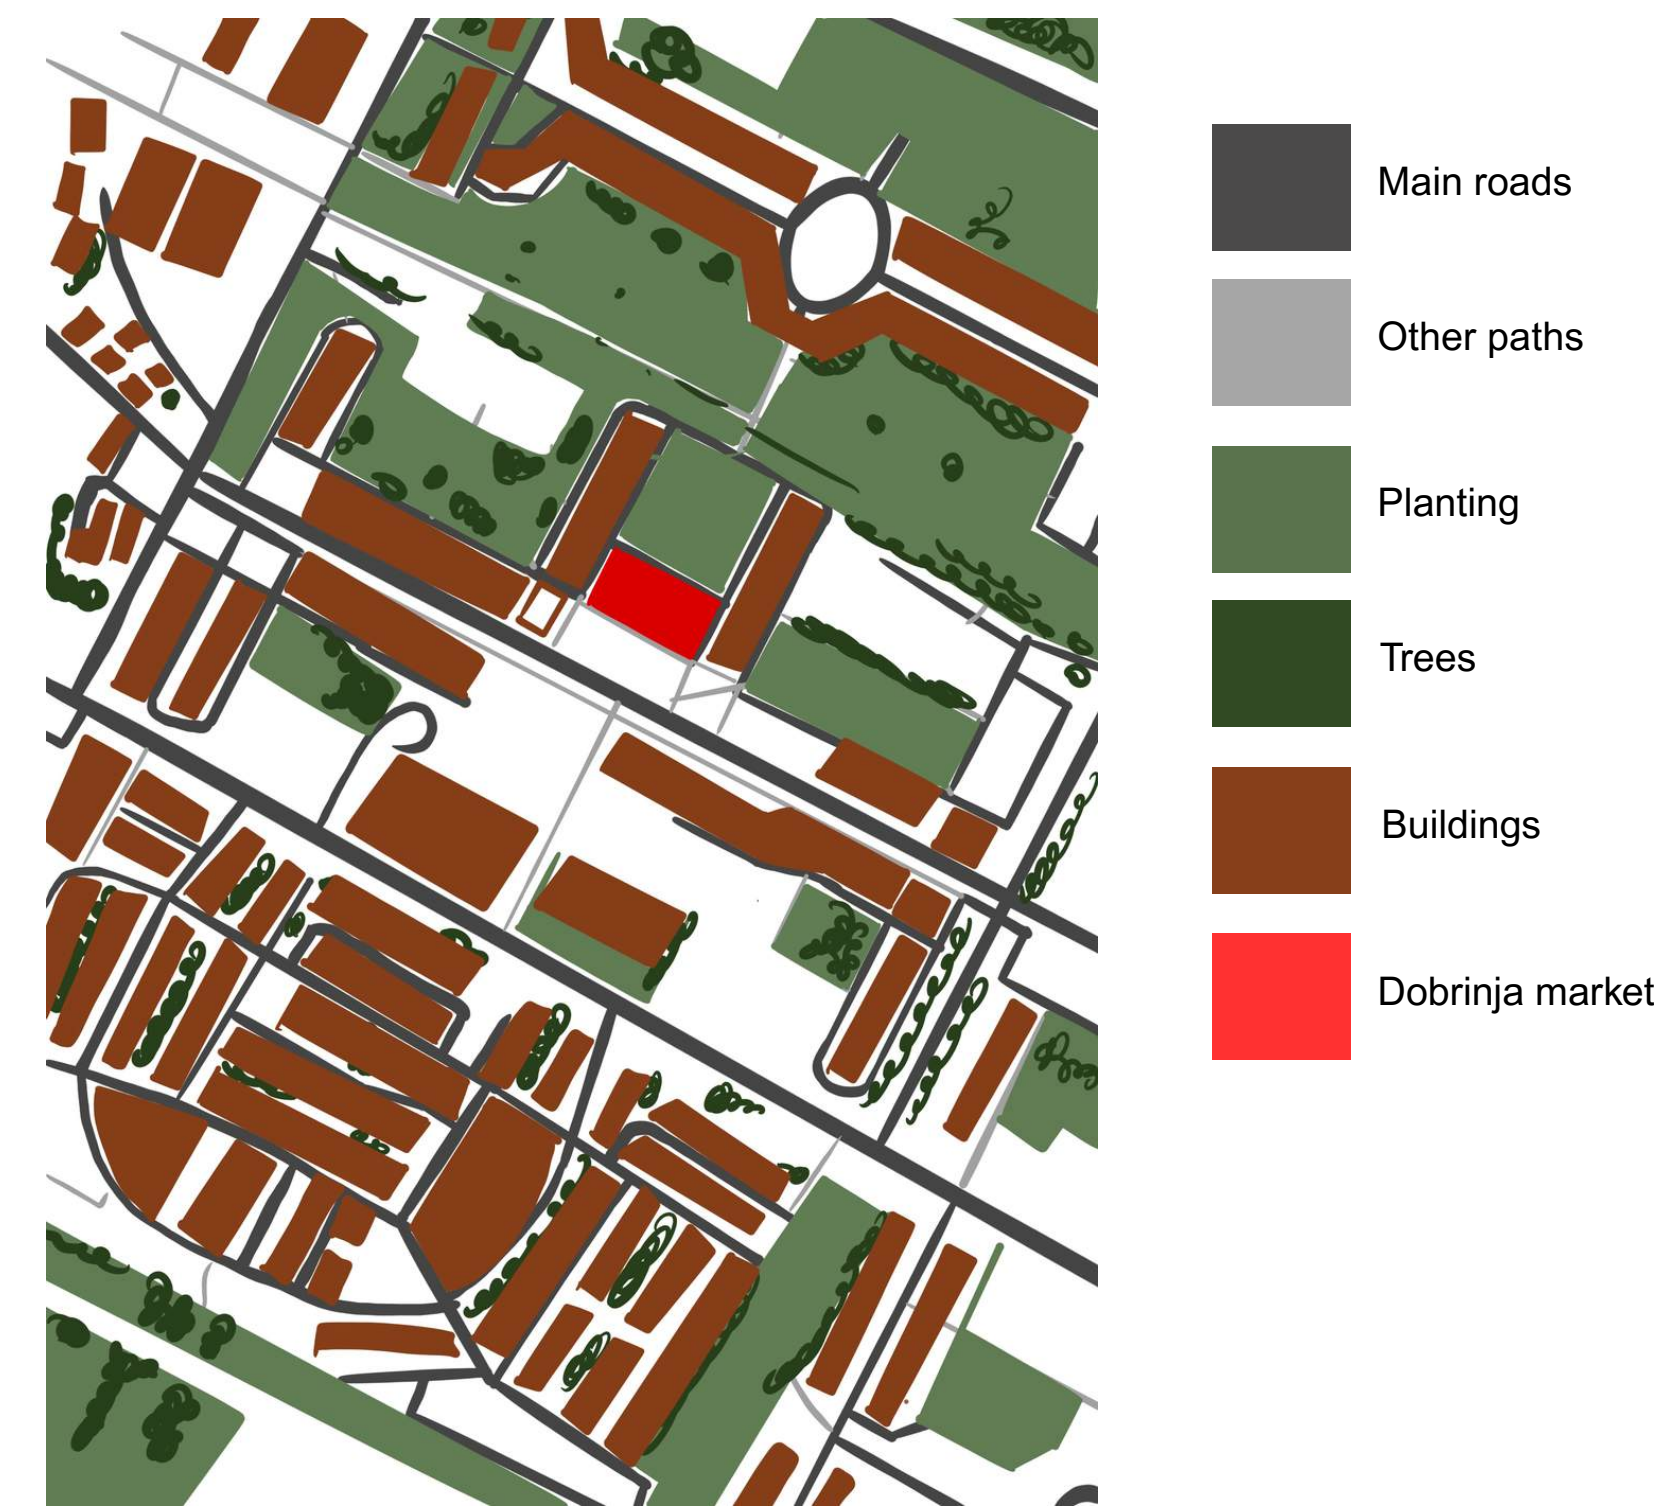 Main roads
Other paths
Planting
Trees
Buildings
Dobrinja market